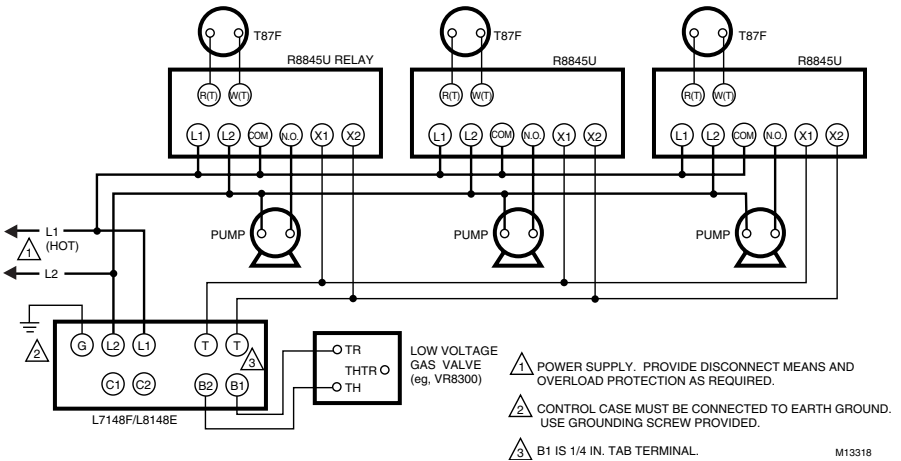 T87F T87F T87F
R8845U RELAY R8845U R8845U
R(T) W(T) R(T) W(T) R(T) W(T)
L1 L2 COM N.O. X1 X2 L1 L2 COM N.O. X1 X2 L1 L2 COM N.O. X1 X2
L1
(HOT)
1
PUMP PUMP PUMP
L2
G L2 L1 T T
2
3
C1 C2 B2 B1
L7148F/L8148E
TR
THTR
TH
LOW VOLTAGE
GAS VALVE
(eg, VR8300)
1 POWER SUPPLY. PROVIDE DISCONNECT MEANS AND
OVERLOAD PROTECTION AS REQUIRED.
2 CONTROL CASE MUST BE CONNECTED TO EARTH GROUND.
USE GROUNDING SCREW PROVIDED.
3 B1 IS 1/4 IN. TAB TERMINAL.
M13318